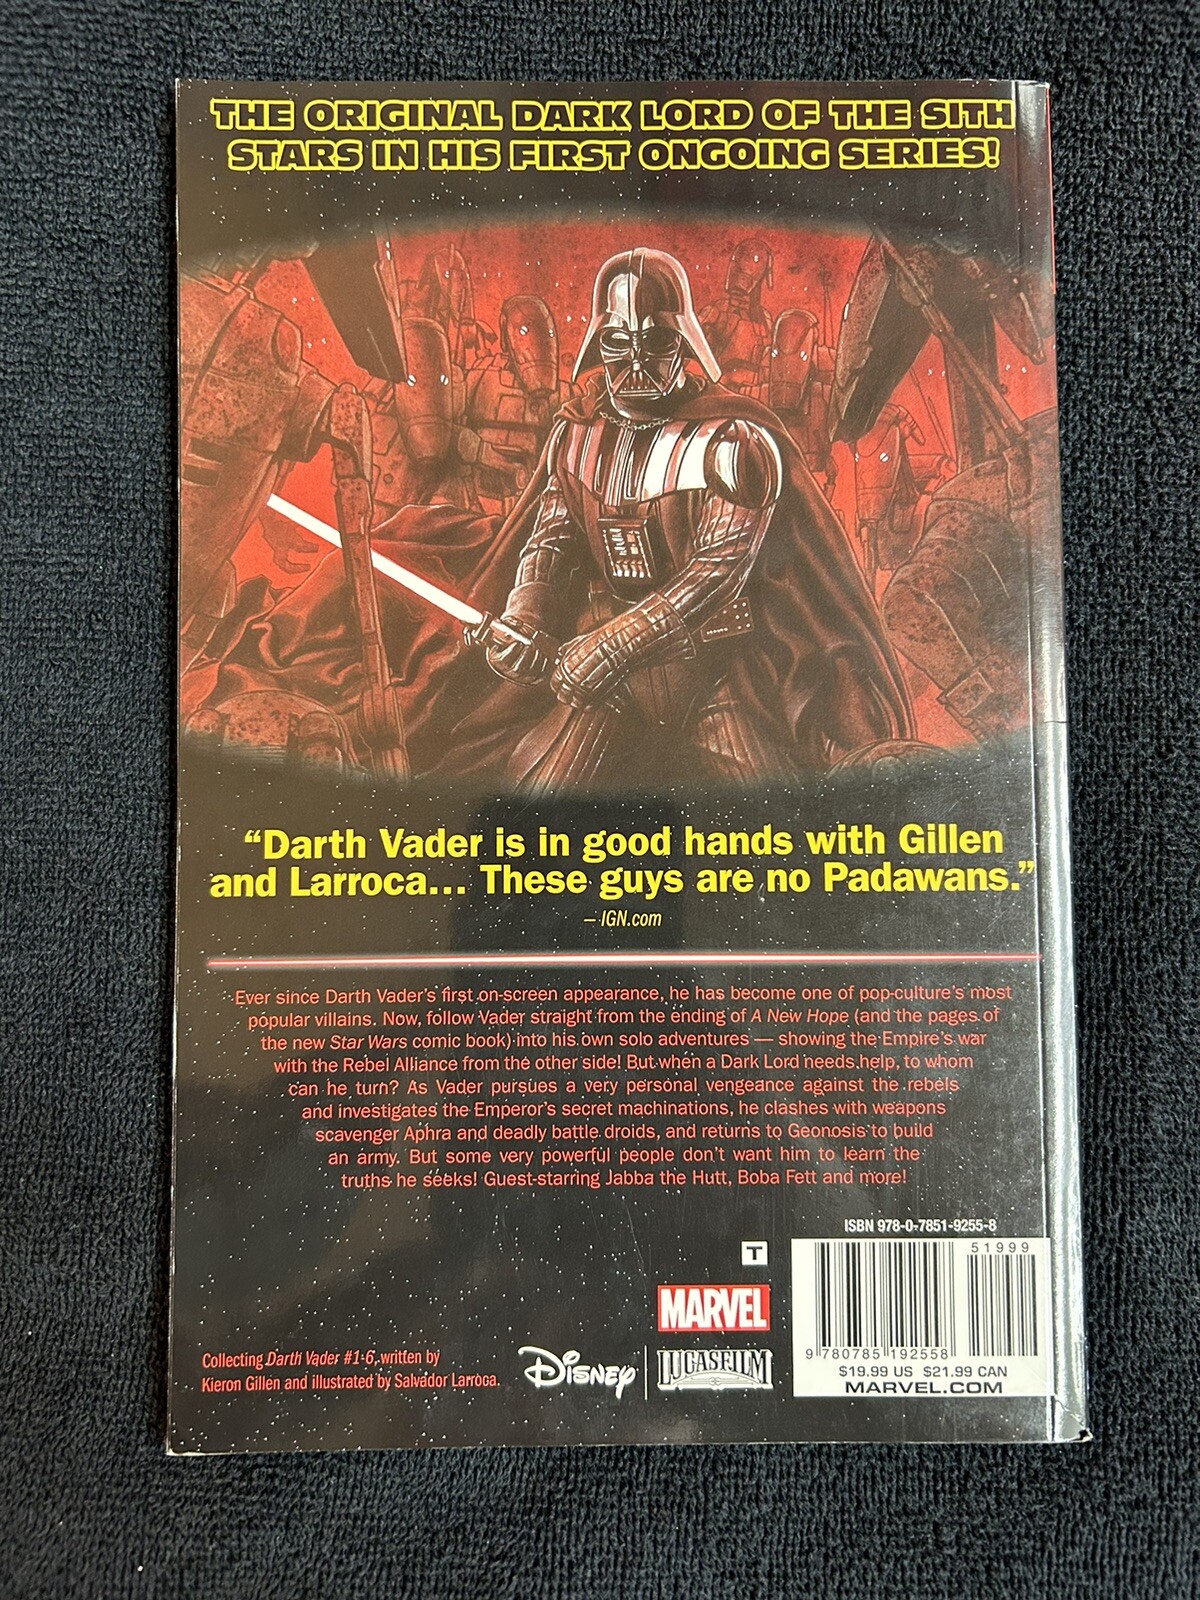 THE ORIGINAL DARK LORD OF THE SITH
STARS IN HIS FIRST ONGOING SERIES!
“Darth Vader is in good hands with Gillen
and Larroca... These guys are no Padawans.”
— IGN.com
Ever since Darth Vader's first on-screen appearance, he has become one of pop-culture's most
popular villains. Now, follow Vader straight from the ending of A New Hope (and the pages of
the new Star Wars comic book) into his own solo adventures — showing the Empire's war
with the Rebel Alliance from the other side! But when a Dark Lord needs help, to whom
can he turn? As Vader pursues a very personal vengeance against the rebels
and investigates the Emperor's secret machinations, he clashes with weapons
scavenger Aphra and deadly battle droids, and returns to Geonosis to build
an army. But some very powerful people don't want him to learn the
truths he seeks! Guest-starring Jabba the Hutt, Boba Fett and more!
ISBN 978-0-7851-9255-8
51999
T
MARVEL
9 780785 192558
$19.99 US $21.99 CAN
MARVEL.COM
Collecting Darth Vader #1-6, written by
Kieron Gillen and illustrated by Salvador Larroca.
Disney
LUCASFILM